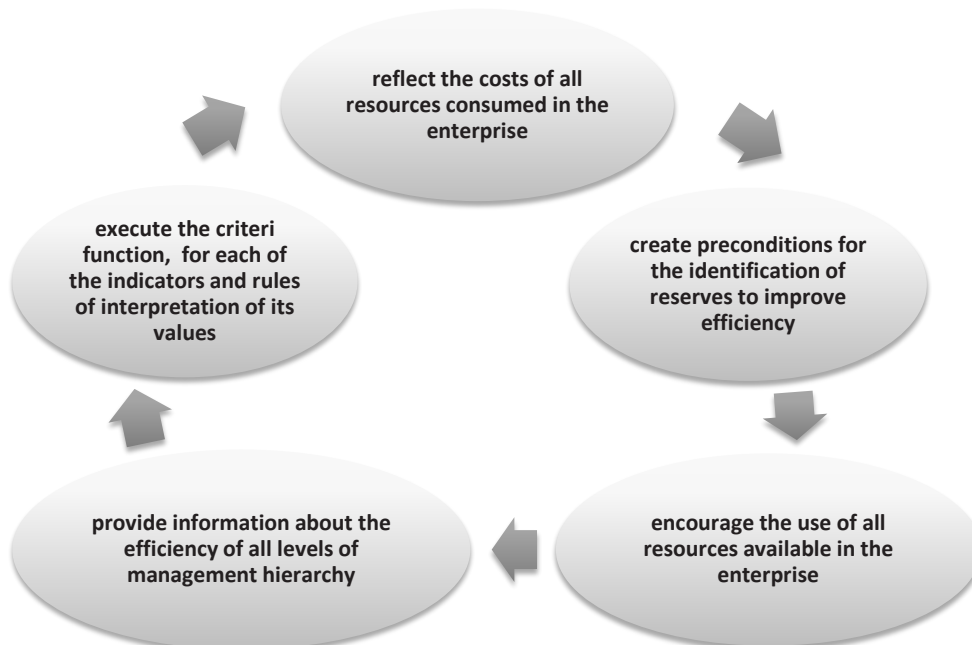 reflect the costs of all
resources consumed in the
enterprise
create preconditions for
the identification of
reserves to improve
efficiency
encourage the use of all
resources available in the
enterprise
provide information about the
efficiency of all levels of
management hierarchy
execute the criteri
function,  for each of
the indicators and rules
of interpretation of its
values